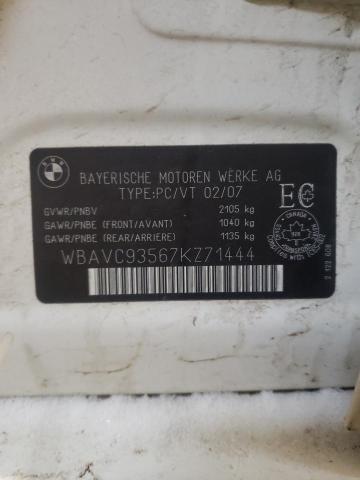 BMW
BAYERISCHE MOTOREN WERKE AG
TYPE:PC/VT 02/07
EC
GVWR/PNBV 2105 kg
GAWR/PNBE (FRONT/AVANT) 1040 kg
GAWR/PNBE (REAR/ARRIERE) 1135 kg
WBAVC93567KZ71444
CANADA